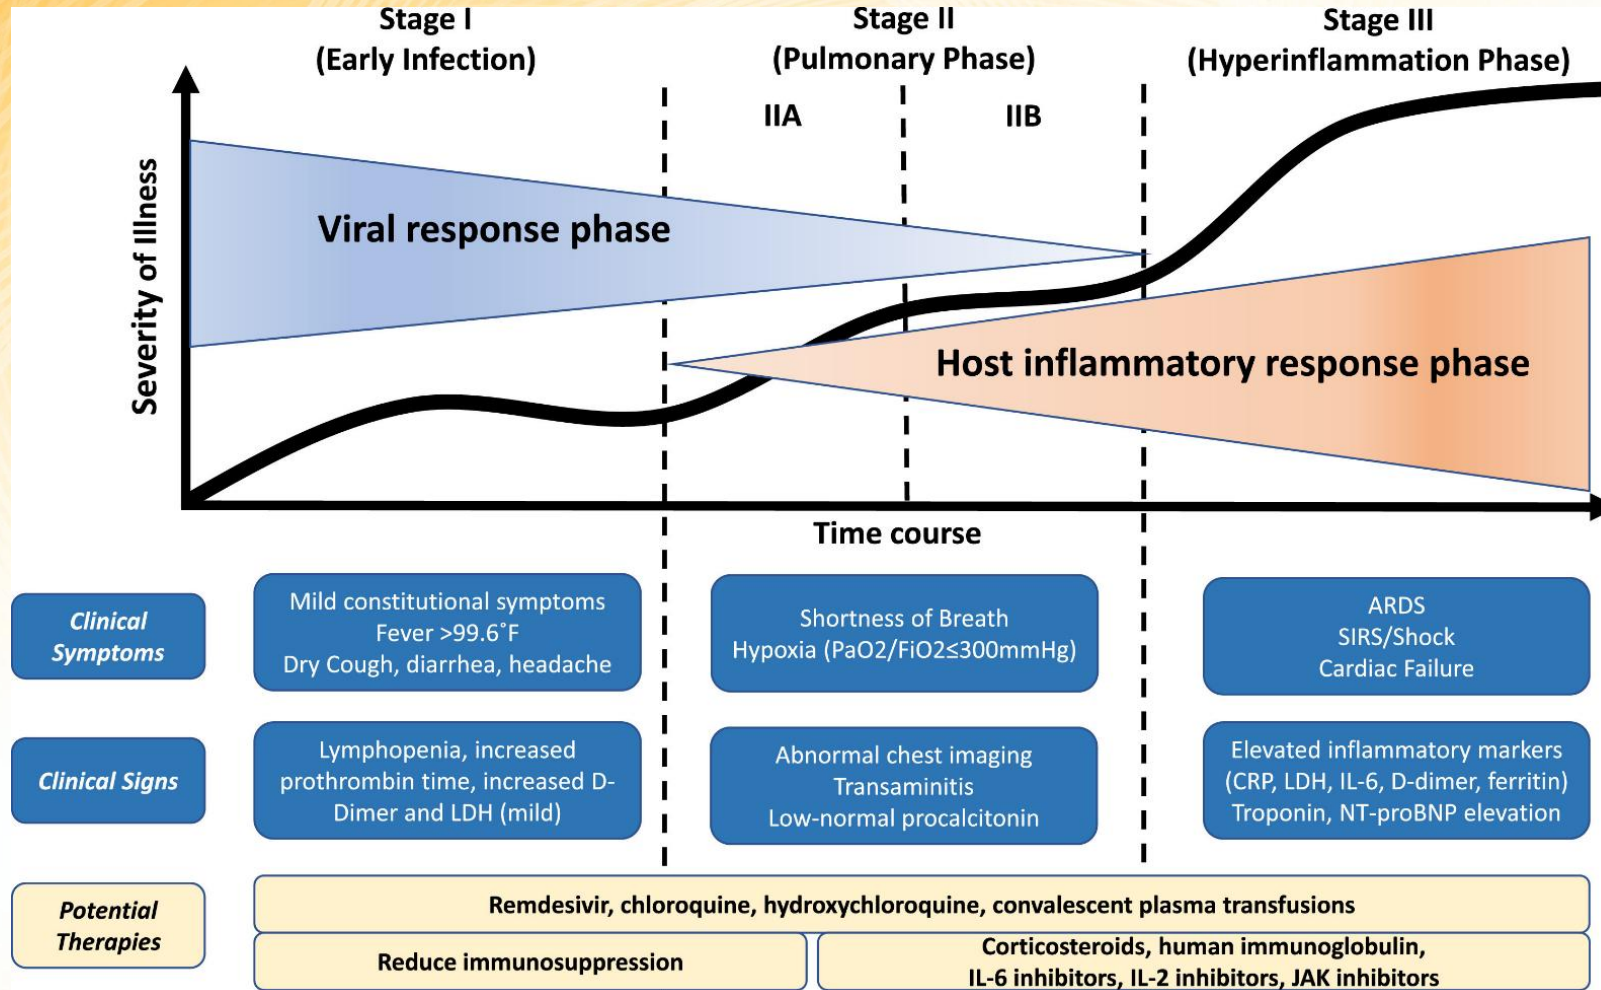 Stage I
(Early Infection)
Stage II
(Pulmonary Phase)
Stage III
(Hyperinflammation Phase)
IIA
IIB
Severity of Illness
Viral response phase
Host inflammatory response phase
Time course
Clinical
Symptoms
Mild constitutional symptoms
Fever >99.6°F
Dry Cough, diarrhea, headache
Shortness of Breath
Hypoxia (PaO2/FiO2≤300mmHg)
ARDS
SIRS/Shock
Cardiac Failure
Clinical Signs
Lymphopenia, increased
prothrombin time, increased D-
Dimer and LDH (mild)
Abnormal chest imaging
Transaminitis
Low-normal procalcitonin
Elevated inflammatory markers
(CRP, LDH, IL-6, D-dimer, ferritin)
Troponin, NT-proBNP elevation
Potential
Therapies
Remdesivir, chloroquine, hydroxychloroquine, convalescent plasma transfusions
Reduce immunosuppression
Corticosteroids, human immunoglobulin,
IL-6 inhibitors, IL-2 inhibitors, JAK inhibitors